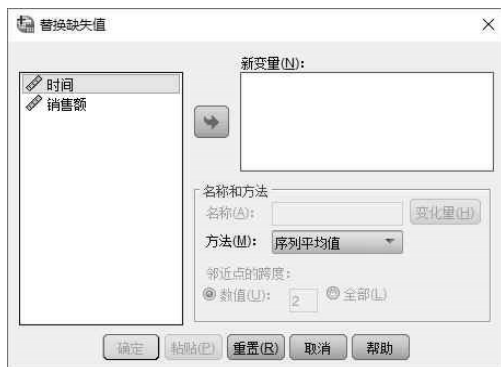 替换缺失值
时间
销售额
新变量(N):
名称和方法
名称(A):
变化量(H)
方法(M): 序列平均值
邻近点的跨度:
数值(U): 2 全部(L)
确定 粘贴(P) 重置(R) 取消 帮助